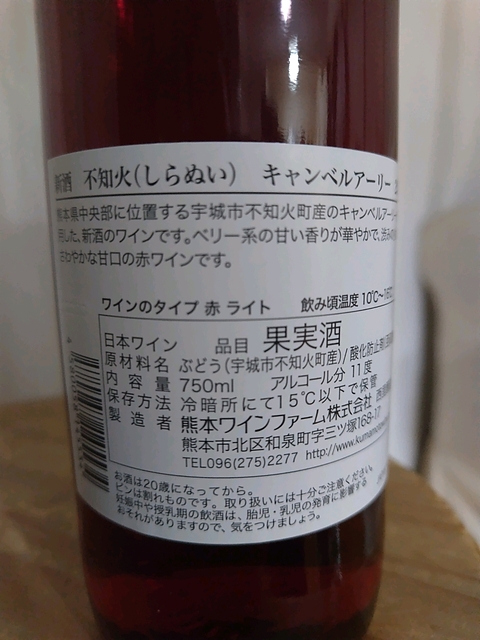 新酒 不知火(しらぬい) キャンベルアーリー
熊本県中央部に位置する宇城市不知火町産のキャンベルアーリー
用した、新酒のワインです。ベリー系の甘い香りが華やかで、渋み
さわやかな甘口の赤ワインです。
ワインのタイプ 赤 ライト 飲み頃温度 10℃~16℃
日本ワイン 品目 果実酒
原材料名 ぶどう(宇城市不知火町産)/酸化防止剤
内容量 750ml アルコール分 11度
保存方法 冷暗所にて15℃以下で保管
製造者 熊本ワインファーム株式会社
熊本市北区和泉町字三ツ塚168-17
TEL096(275)2277 http://www.kumamotow
お酒は20歳になってから。
ビンは割れものです。取り扱いには十分ご注意ください。
妊娠中や授乳期の飲酒は、胎児・乳児の発育に影響する
おそれがありますので、気をつけましょう。